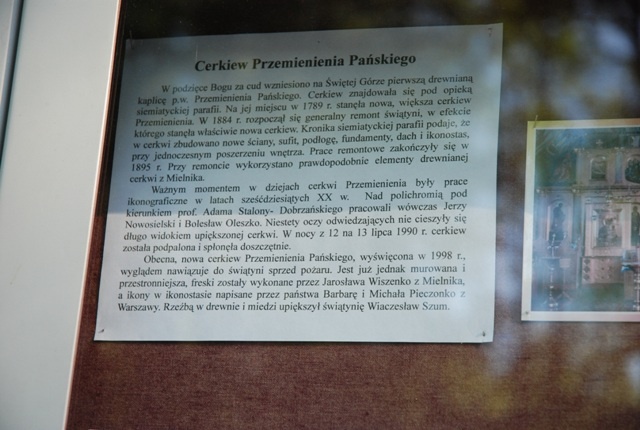 Cerkiew Przemienienia Pańskiego
W podzięce Bogu za cud wzniesiono na Świętej Górze pierwszą drewnianą
kaplicę p.w. Przemienienia Pańskiego. Cerkiew znajdowała się pod opieką
siemiatyckiej parafii. Na jej miejscu w 1789 r. stanęła nowa, większa cerkiew
Przemienienia. W 1884 r. rozpoczął się generalny remont świątyni, w efekcie
którego stanęła właściwie nowa cerkiew. Kronika siemiatyckiej parafii podaje, że
w cerkwi zbudowano nowe ściany, sufit, podłogę, fundamenty, dach i ikonostas,
przy jednoczesnym poszerzeniu wnętrza. Prace remontowe zakończyły się w
1895 r. Przy remoncie wykorzystano prawdopodobnie elementy drewnianej
cerkwi z Mielnika.
Ważnym momentem w dziejach cerkwi Przemienienia były prace
ikonograficzne w latach sześćdziesiątych XX w. Nad polichromią pod
kierunkiem prof. Adama Stalony- Dobrzańskiego pracowali wówczas Jerzy
Nowosielski i Bolesław Oleszko. Niestety oczy odwiedzających nie cieszyły się
długo widokiem upiększonej cerkwi. W nocy z 12 na 13 lipca 1990 r. cerkiew
została podpalona i spłonęła doszczętnie.
Obecna, nowa cerkiew Przemienienia Pańskiego, wyświęcona w 1998 r.,
wyglądem nawiązuje do świątyni sprzed pożaru. Jest już jednak murowana i
przestronniejsza, freski zostały wykonane przez Jarosława Wiszenko z Mielnika,
a ikony w ikonostasie napisane przez państwa Barbarę i Michała Pieczonko z
Warszawy. Rzeźbą w drewnie i miedzi upiększył świątynię Wiaczesław Szum.